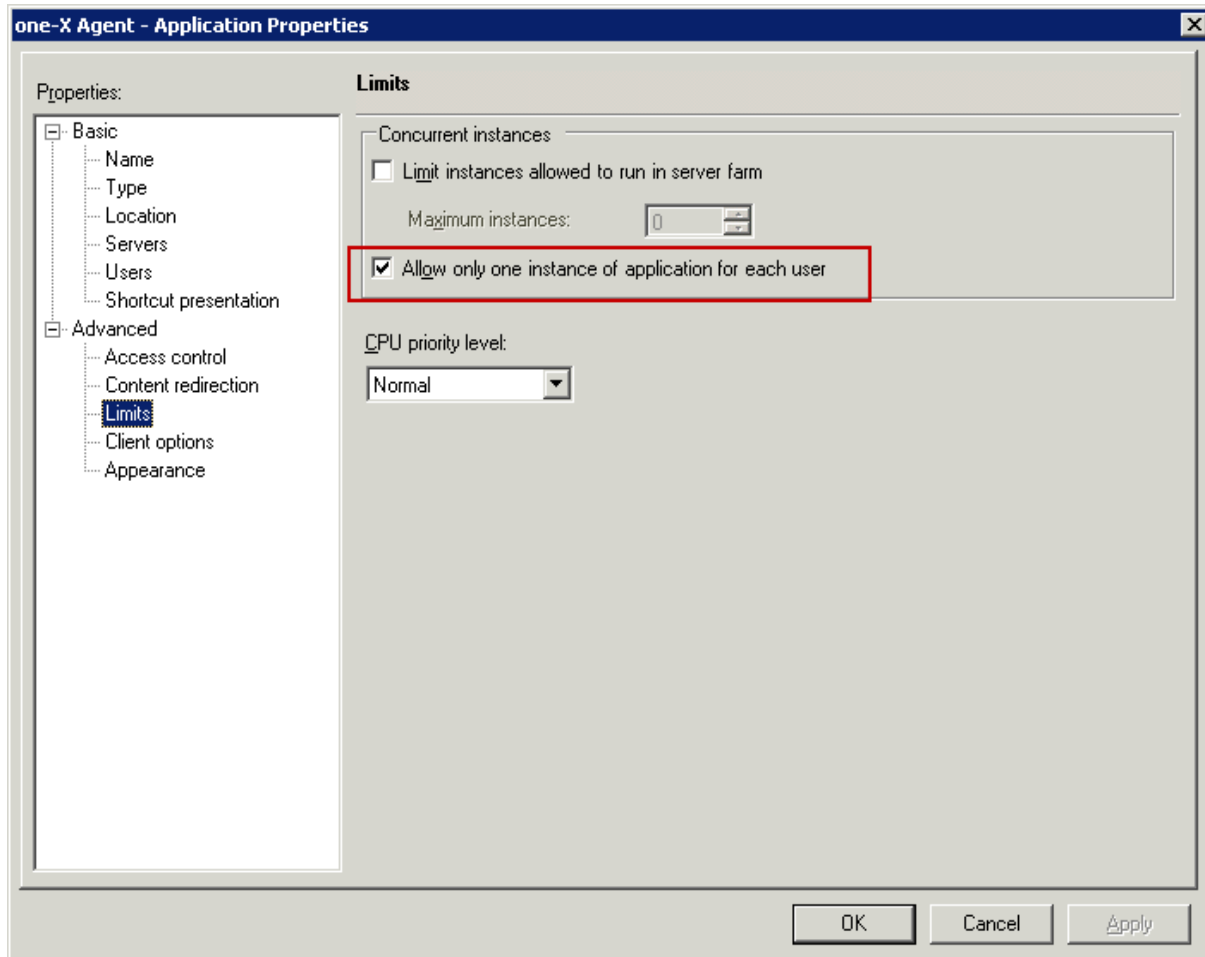 one-X Agent - Application Properties
Properties:
Basic
Name
Type
Location
Servers
Users
Shortcut presentation
Advanced
Access control
Content redirection
Limits
Client options
Appearance
Limits
Concurrent instances
Limit instances allowed to run in server farm
Maximum instances: 0
Allow only one instance of application for each user
CPU priority level:
Normal
OK Cancel Apply